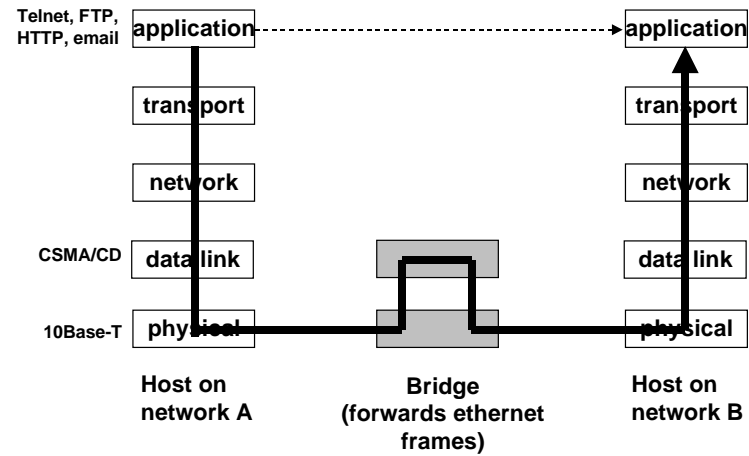 Telnet, FTP,
HTTP, email
application
application
transport
transport
network
network
CSMA/CD
data link
data link
10Base-T
physical
physical
Host on
network A
Bridge
(forwards ethernet
frames)
Host on
network B